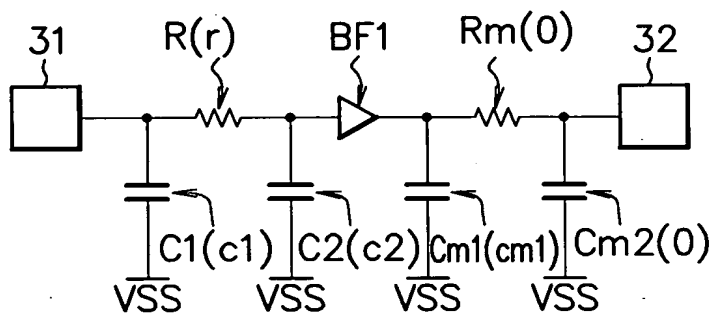 31
R(r)
BF1
Rm(0)
32
C1(c1)
C2(c2)
Cm1(cm1)
Cm2(0)
VSS
VSS
VSS
VSS